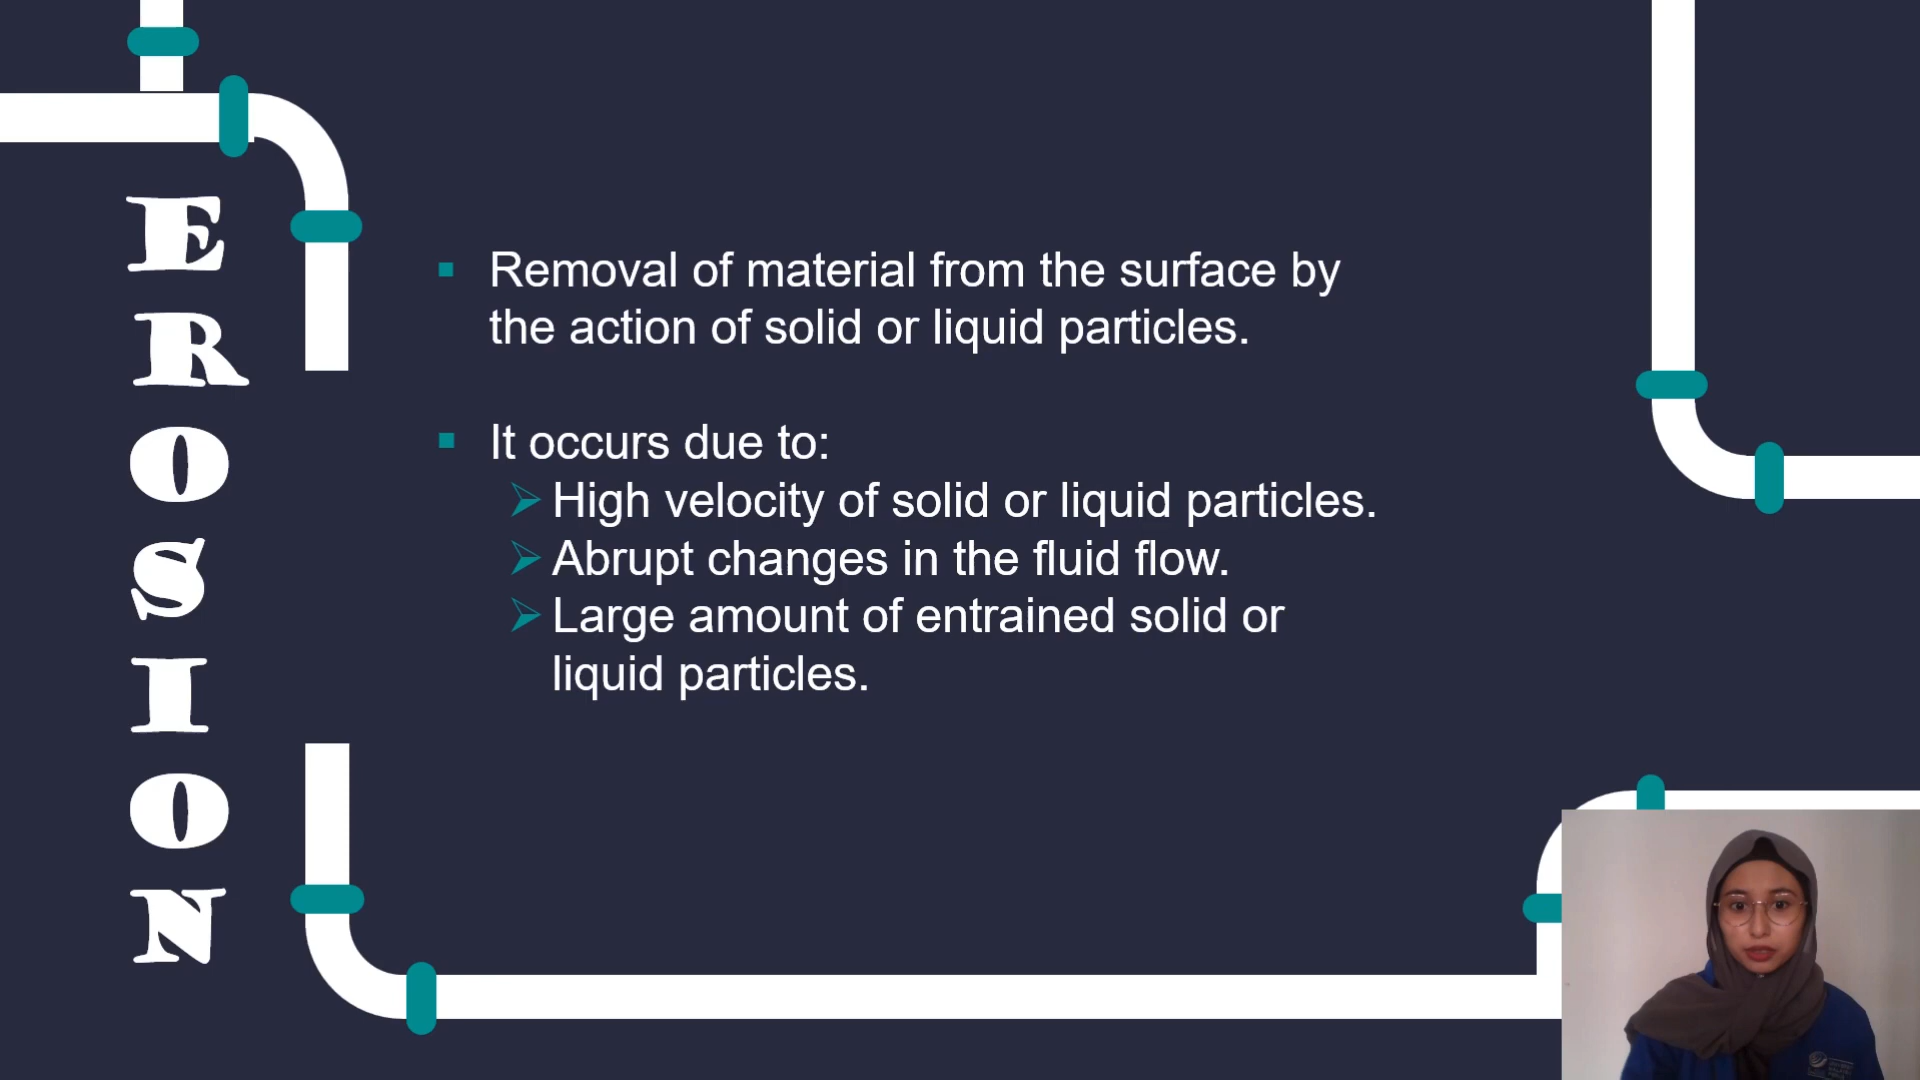 EROSION
Removal of material from the surface by
the action of solid or liquid particles.
It occurs due to:
High velocity of solid or liquid particles.
Abrupt changes in the fluid flow.
Large amount of entrained solid or
liquid particles.